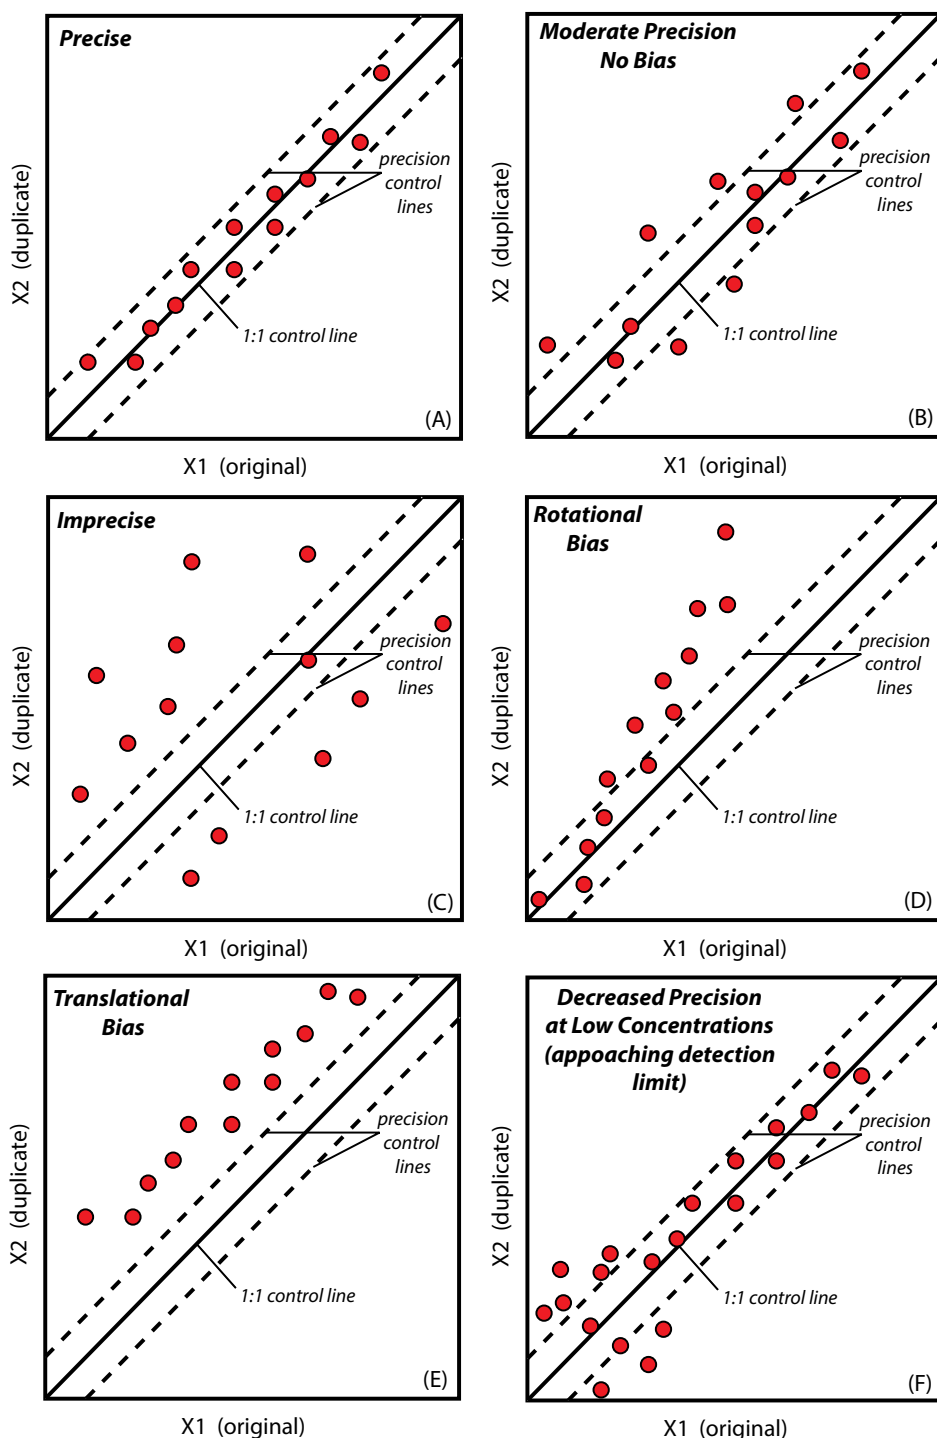 Precise
precision
control
lines
1:1 control line
(A)
X2 (duplicate)
X1 (original)
Moderate Precision
No Bias
precision
control
lines
1:1 control line
(B)
X2 (duplicate)
X1 (original)
Imprecise
precision
control
lines
1:1 control line
(C)
X2 (duplicate)
X1 (original)
Rotational
Bias
precision
control
lines
1:1 control line
(D)
X2 (duplicate)
X1 (original)
Translational
Bias
precision
control
lines
1:1 control line
(E)
X2 (duplicate)
X1 (original)
Decreased Precision
at Low Concentrations
(appoaching detection
limit)
precision
control
lines
1:1 control line
(F)
X2 (duplicate)
X1 (original)